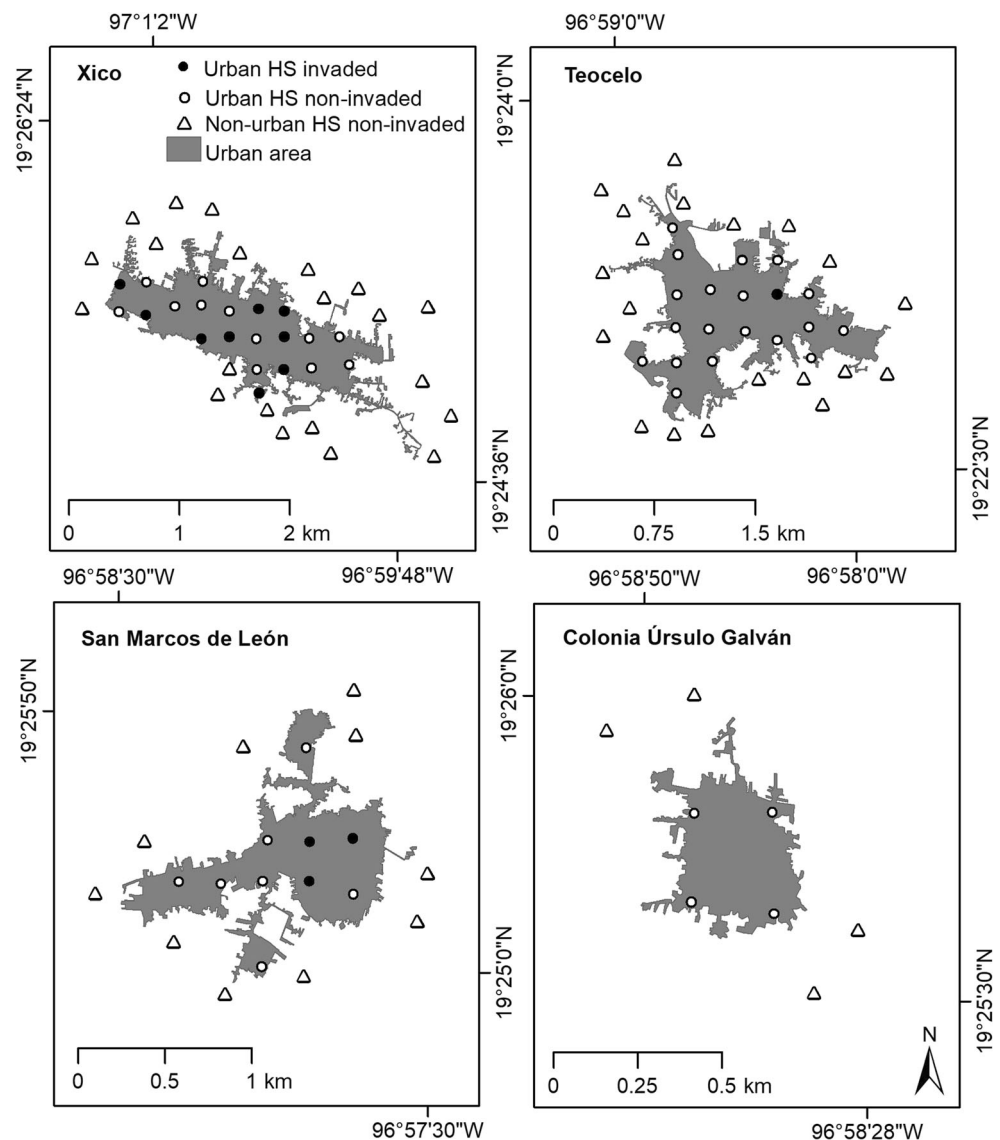 97°1'2"W
96°59'0"W
Xico
Urban HS invaded
Urban HS non-invaded
Non-urban HS non-invaded
Urban area
19°26'24"N
19°24'36"N
0 1 2 km
96°59'48"W
Teocelo
19°24'0"N
19°22'30"N
0 0.75 1.5 km
96°58'0"W
96°58'30"W
96°58'50"W
San Marcos de León
19°25'50"N
19°25'0"N
0 0.5 1 km
96°57'30"W
Colonia Úrsulo Galván
19°26'0"N
19°25'30"N
N
0 0.25 0.5 km
96°58'28"W